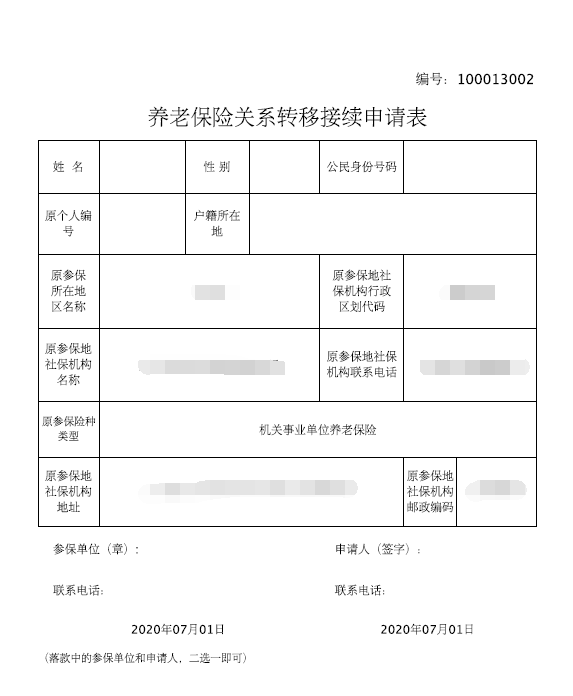 编号：100013002
养老保险关系转移接续申请表
姓 名 性 别 公民身份号码
原个人编
号
户籍所在
地
原参保
所在地
区名称
原参保地社
保机构行政
区划代码
原参保地
社保机构
名称
原参保地社保
机构联系电话
原参保险种
类型
机关事业单位养老保险
原参保地
社保机构
地址
原参保地
社保机构
邮政编码
参保单位（章）： 申请人（签字）：
联系电话： 联系电话：
2020年07月01日 2020年07月01日
（落款中的参保单位和申请人，二选一即可）